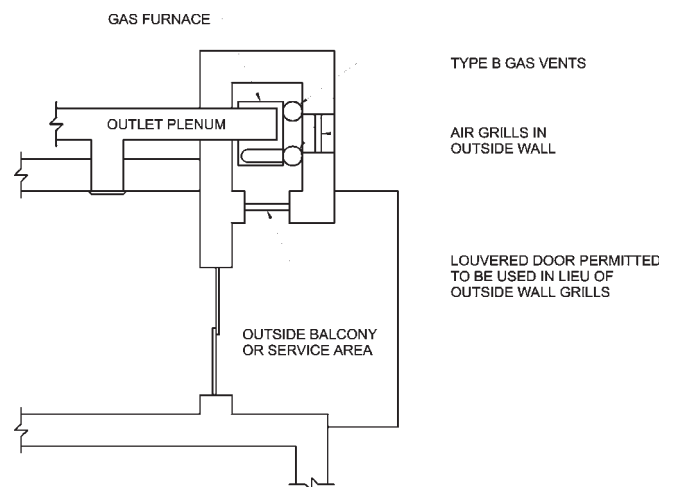 GAS FURNACE
TYPE B GAS VENTS
OUTLET PLENUM
AIR GRILLS IN
OUTSIDE WALL
LOUVERED DOOR PERMITTED
TO BE USED IN LIEU OF
OUTSIDE WALL GRILLS
OUTSIDE BALCONY
OR SERVICE AREA